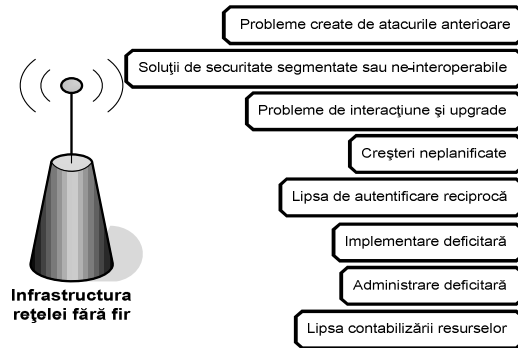 Probleme create de atacurile anterioare
Soluţii de securitate segmentate sau ne-interoperabile
Probleme de interacţiune şi upgrade
Creşteri neplanificate
Lipsa de autentificare reciprocă
Implementare deficitară
Administrare deficitară
Lipsa contabilizării resurselor
Infrastructura
reţelei fără fir